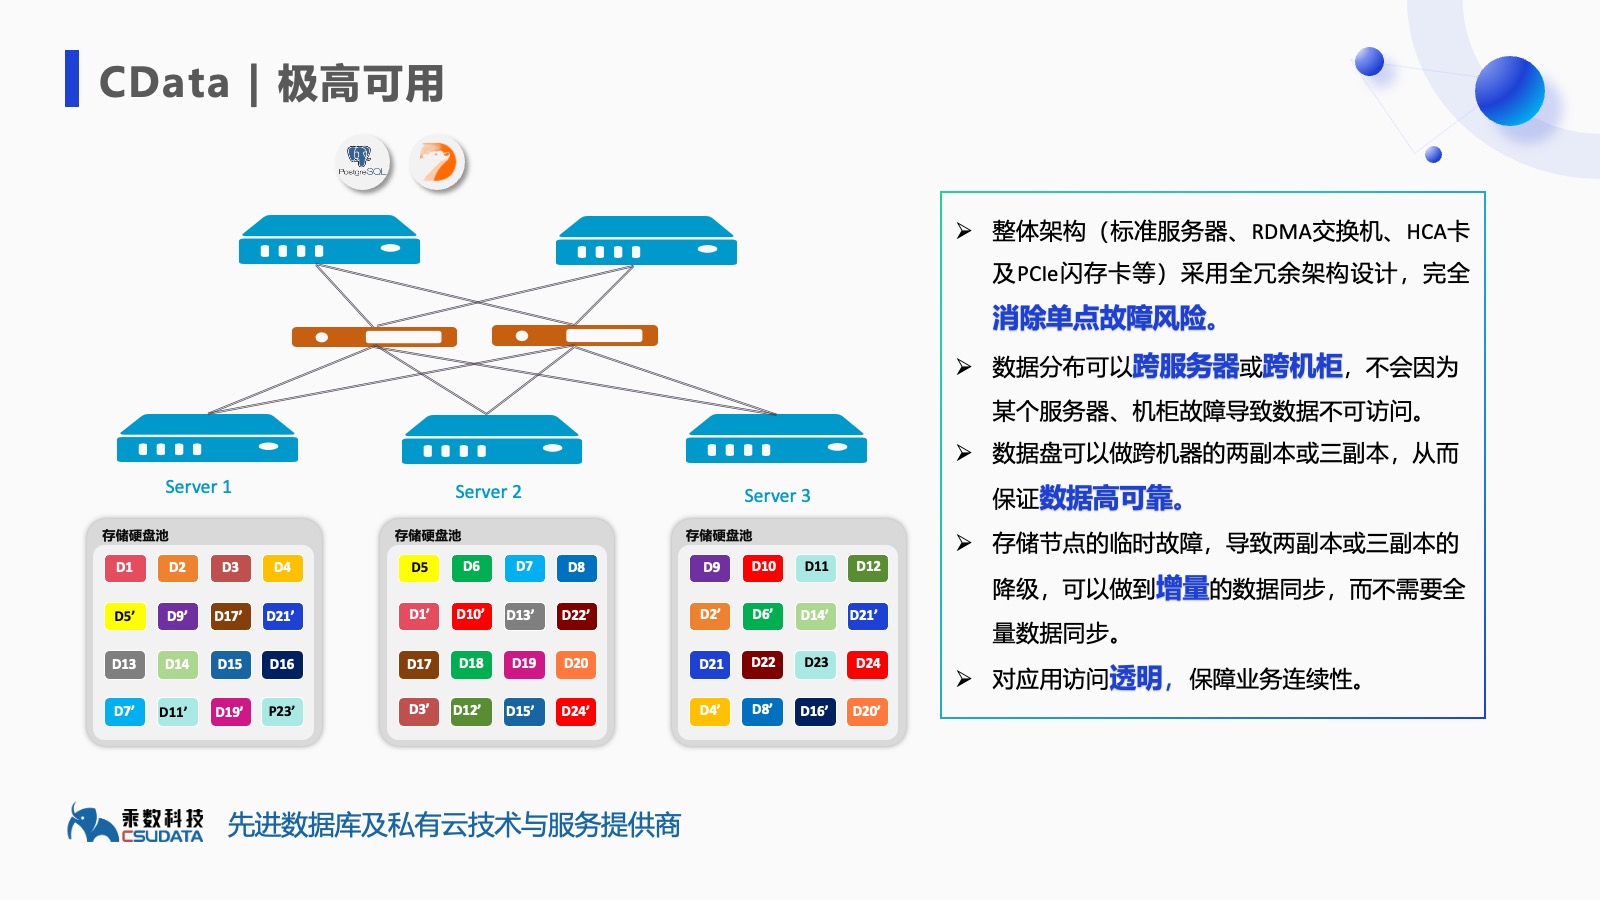 CData | 极高可用
PostgreSQL
Server 1
Server 2
Server 3
存储硬盘池
D1 D2 D3 D4
D5’ D9’ D17’ D21’
D13 D14 D15 D16
D7’ D11’ D19’ P23’
存储硬盘池
D5 D6 D7 D8
D1’ D10’ D13’ D22’
D17 D18 D19 D20
D3’ D12’ D15’ D24’
存储硬盘池
D9 D10 D11 D12
D2’ D6’ D14’ D21’
D21 D22 D23 D24
D4’ D8’ D16’ D20’
➢ 整体架构（标准服务器、RDMA交换机、HCA卡
及PCIe闪存卡等）采用全冗余架构设计，完全
消除单点故障风险。
➢ 数据分布可以跨服务器或跨机柜，不会因为
某个服务器、机柜故障导致数据不可访问。
➢ 数据盘可以做跨机器的两副本或三副本，从而
保证数据高可靠。
➢ 存储节点的临时故障，导致两副本或三副本的
降级，可以做到增量的数据同步，而不需要全
量数据同步。
➢ 对应用访问透明，保障业务连续性。
乘数科技
CSUDATA
先进数据库及私有云技术与服务提供商